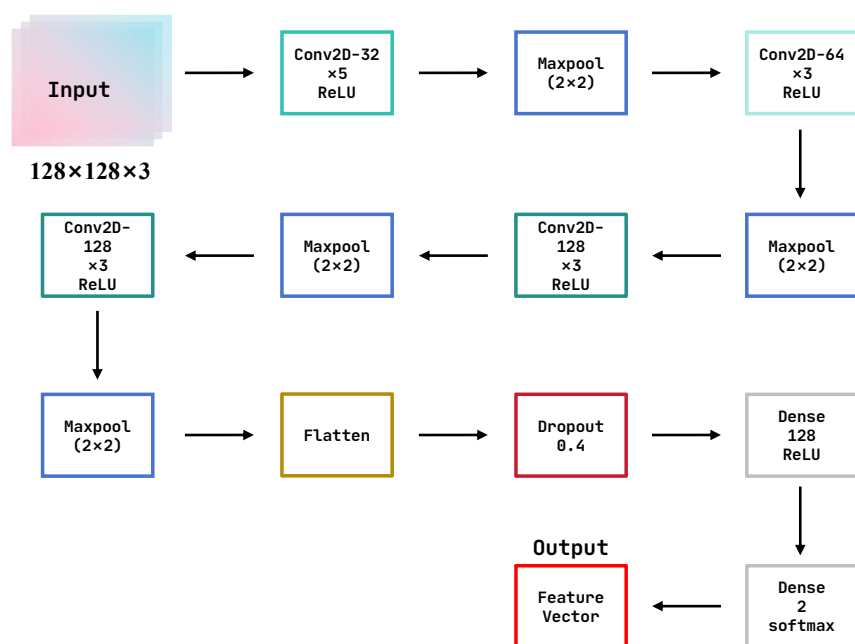 Input
128×128×3
Conv2D-32
×5
ReLU
Maxpool
(2×2)
Conv2D-64
×3
ReLU
Maxpool
(2×2)
Conv2D-
128
×3
ReLU
Maxpool
(2×2)
Conv2D-
128
×3
ReLU
Maxpool
(2×2)
Flatten
Dropout
0.4
Dense
128
ReLU
Dense
2
softmax
Output
Feature
Vector